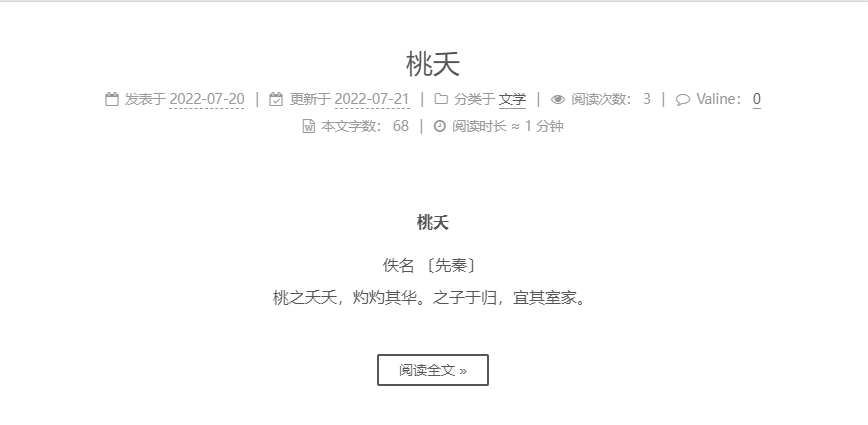 桃夭
发表于 2022-07-20 | 更新于 2022-07-21 | 分类于 文学 | 阅读次数： 3 | Valine： 0
本文字数： 68 | 阅读时长 ≈ 1 分钟
桃夭
佚名 〔先秦〕
桃之夭夭，灼灼其华。之子于归，宜其室家。
阅读全文 »